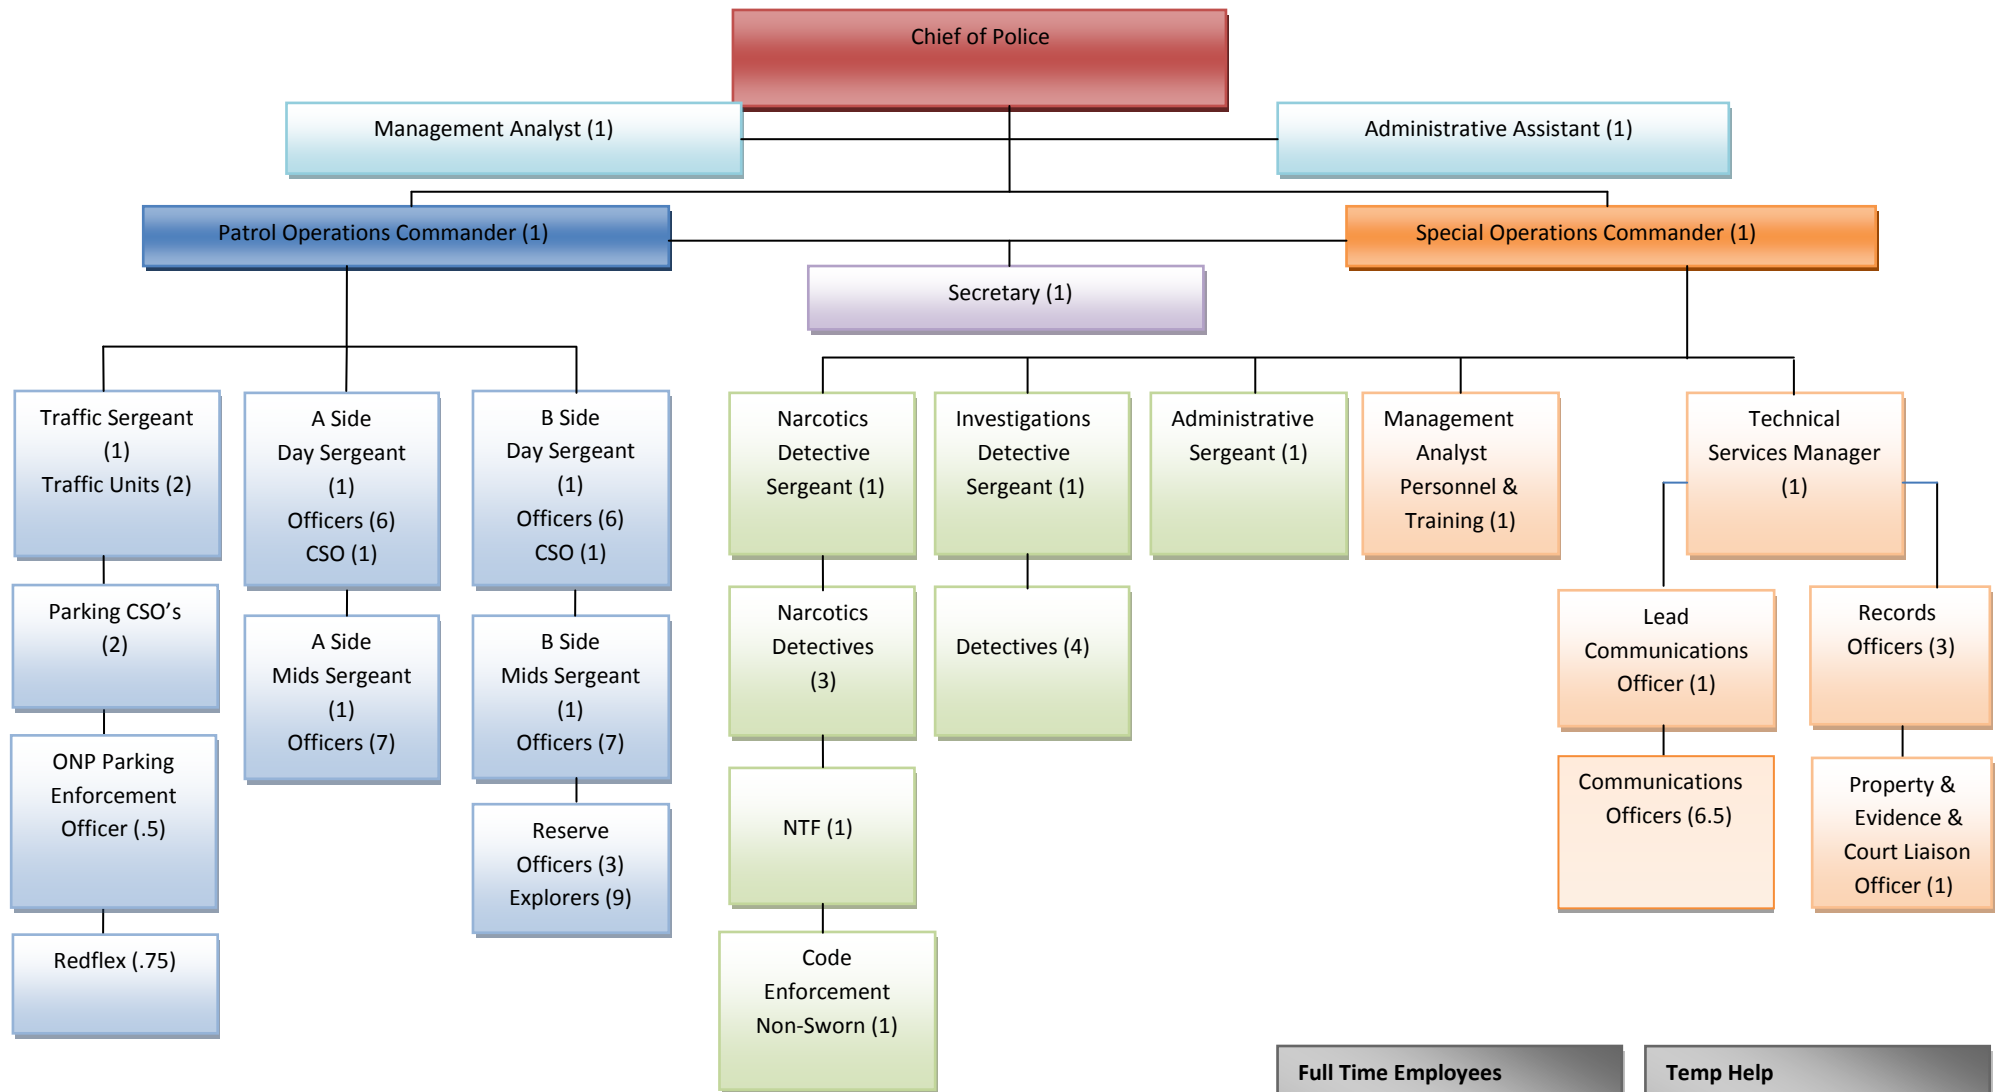 Chief of Police
Management Analyst (1)
Administrative Assistant (1)
Patrol Operations Commander (1)
Special Operations Commander (1)
Secretary (1)
Traffic Sergeant
(1)
Traffic Units (2)
Parking CSO’s
(2)
ONP Parking
Enforcement
Officer (.5)
Redflex (.75)
A Side
Day Sergeant
(1)
Officers (6)
CSO (1)
A Side
Mids Sergeant
(1)
Officers (7)
B Side
Day Sergeant
(1)
Officers (6)
CSO (1)
B Side
Mids Sergeant
(1)
Officers (7)
Reserve
Officers (3)
Explorers (9)
Narcotics
Detective
Sergeant (1)
Narcotics
Detectives
(3)
NTF (1)
Code
Enforcement
Non-Sworn (1)
Investigations
Detective
Sergeant (1)
Detectives (4)
Administrative
Sergeant (1)
Management
Analyst
Personnel &
Training (1)
Technical
Services Manager
(1)
Lead
Communications
Officer (1)
Communications
Officers (6.5)
Records
Officers (3)
Property &
Evidence &
Court Liaison
Officer (1)
Full Time Employees
Temp Help